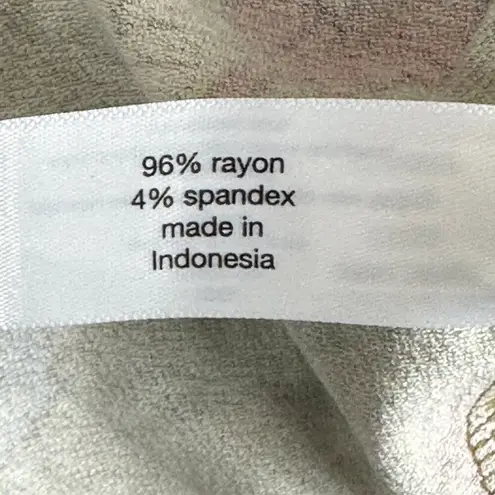 96% rayon
4% spandex
made in
Indonesia